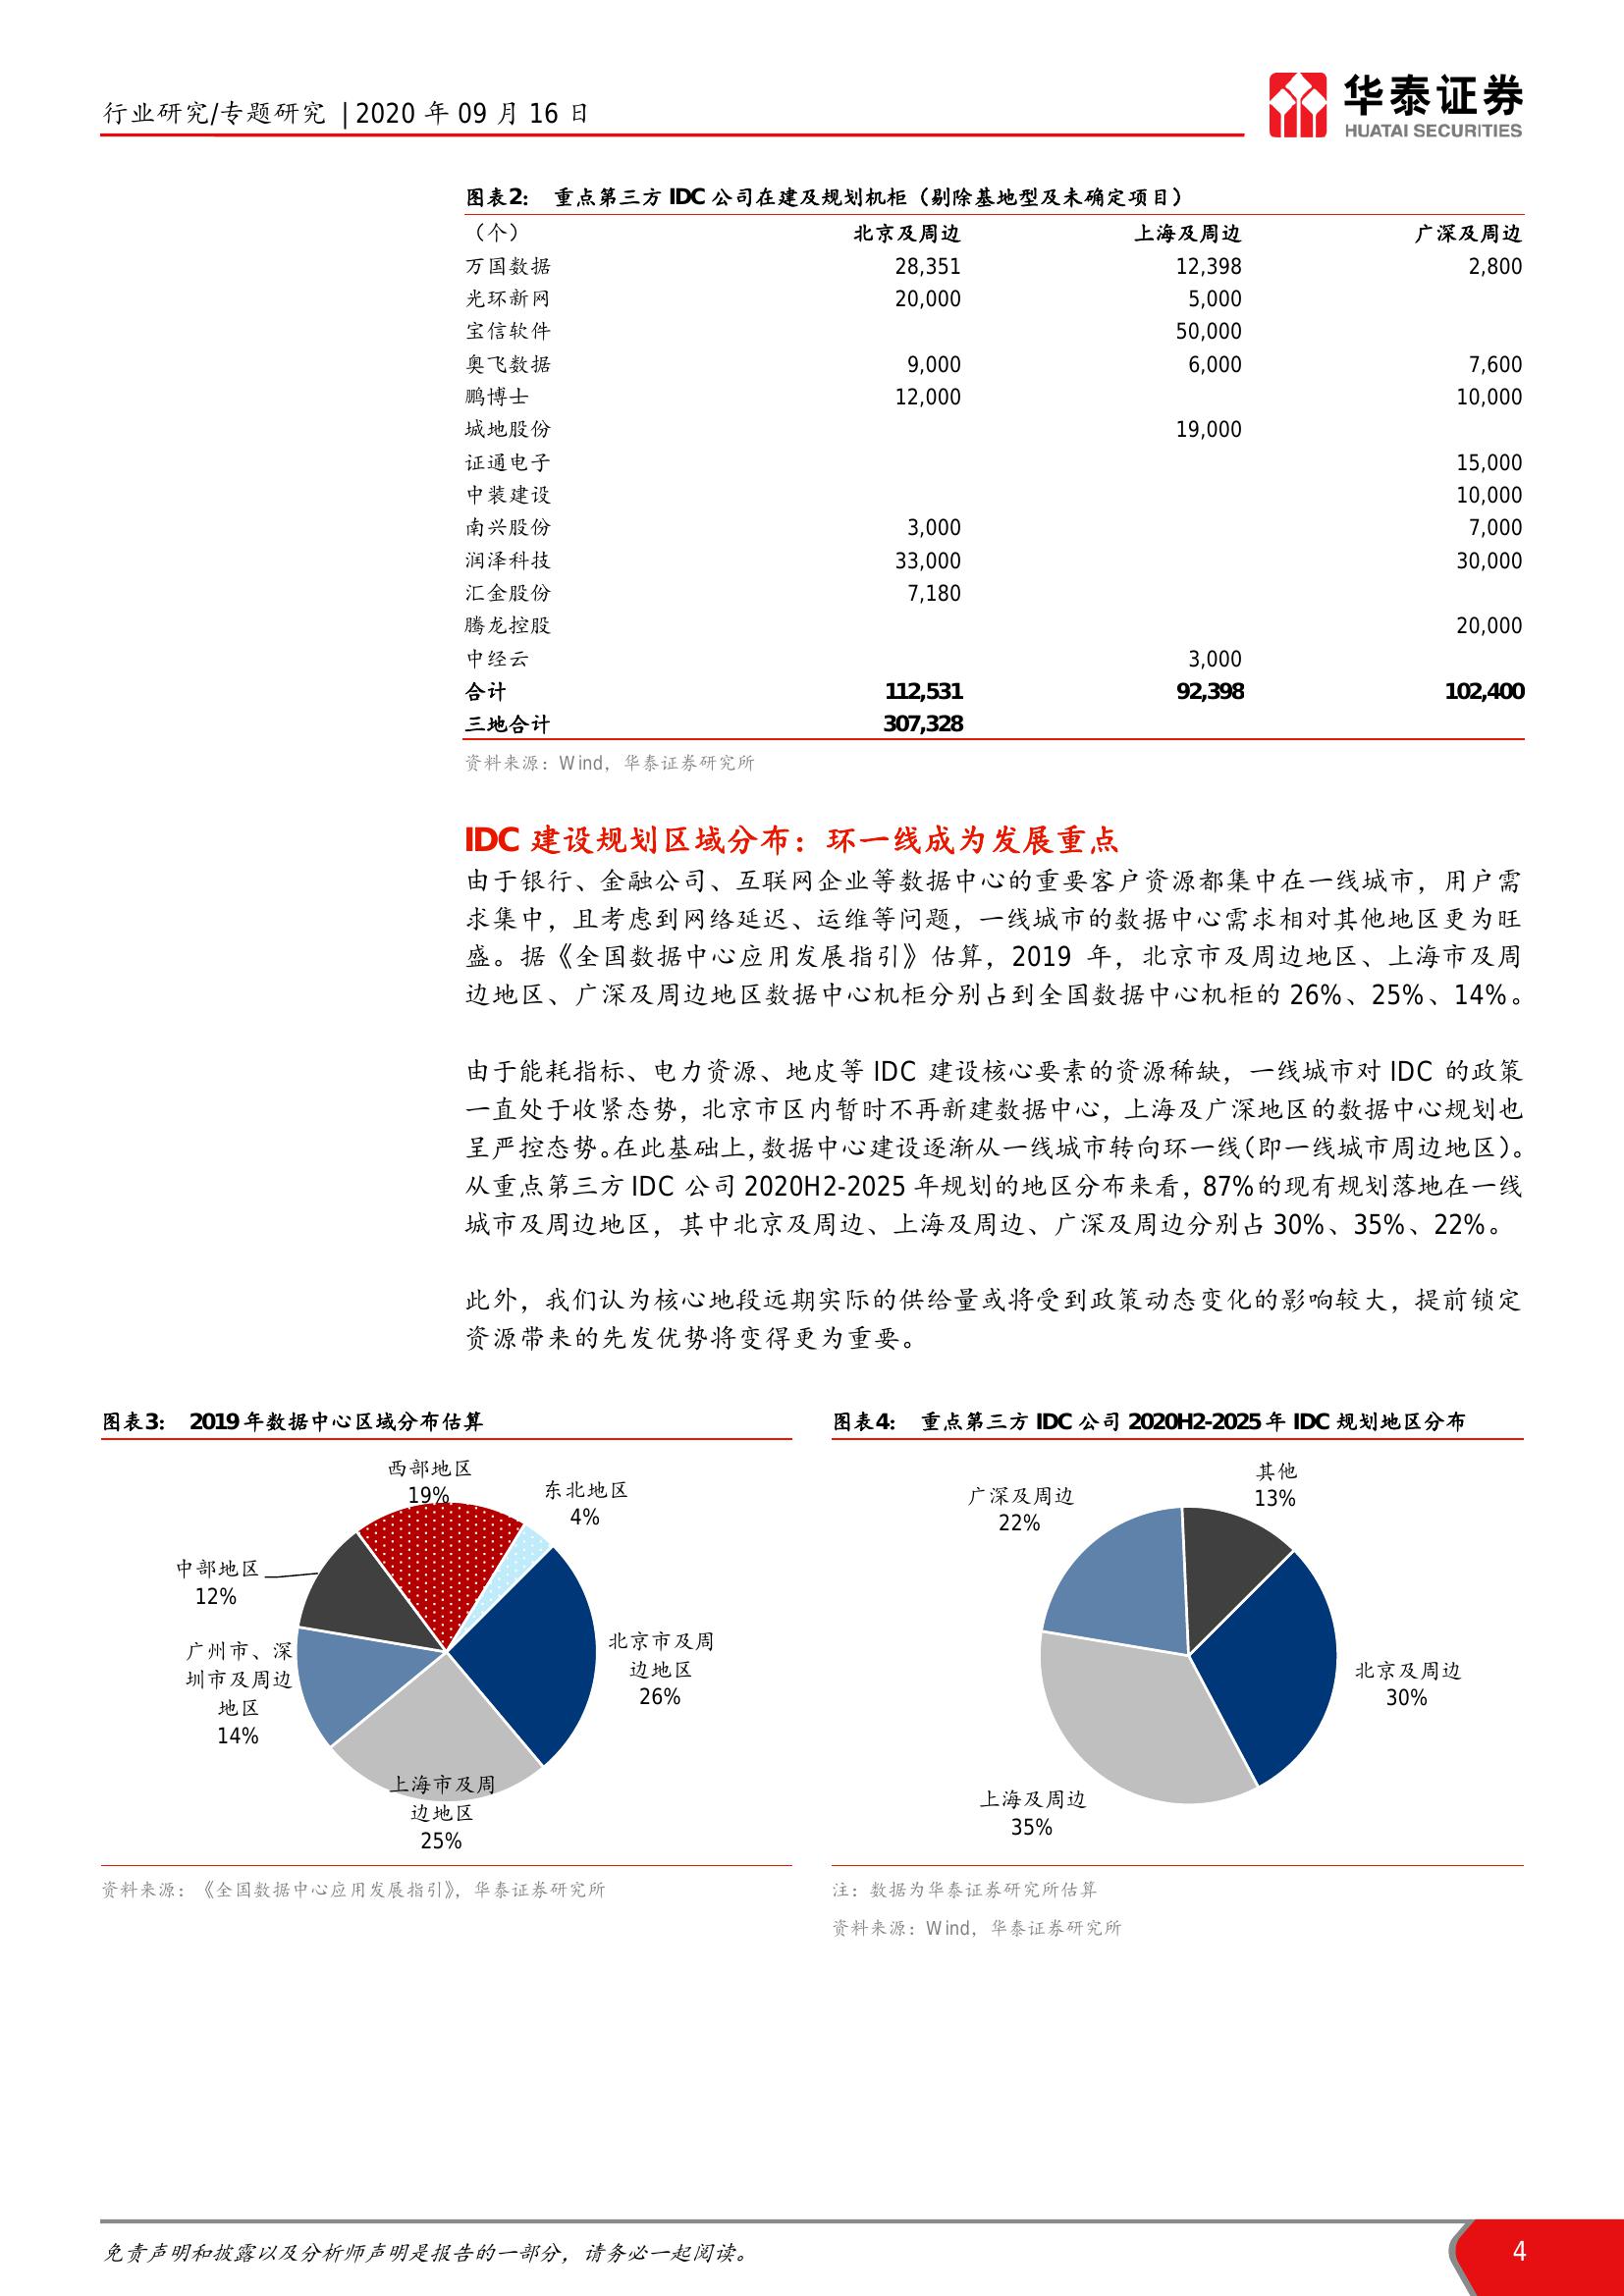 行业研究/专题研究 | 2020 年 09 月 16 日
华泰证券
HUATAI SECURITIES
图表2: 重点第三方 IDC 公司在建及规划机柜（剔除基地型及未确定项目）
（个） 北京及周边 上海及周边 广深及周边
万国数据 28,351 12,398 2,800
光环新网 20,000 5,000
宝信软件 50,000
奥飞数据 9,000 6,000 7,600
鹏博士 12,000 10,000
城地股份 19,000
证通电子 15,000
中装建设 10,000
南兴股份 3,000 7,000
润泽科技 33,000 30,000
汇金股份 7,180
腾龙控股 20,000
中经云 3,000
合计 112,531 92,398 102,400
三地合计 307,328
资料来源：Wind，华泰证券研究所
IDC 建设规划区域分布：环一线成为发展重点
由于银行、金融公司、互联网企业等数据中心的重要客户资源都集中在一线城市，用户需
求集中，且考虑到网络延迟、运维等问题，一线城市的数据中心需求相对其他地区更为旺
盛。据《全国数据中心应用发展指引》估算，2019 年，北京市及周边地区、上海市及周
边地区、广深及周边地区数据中心机柜分别占到全国数据中心机柜的 26%、25%、14%。
由于能耗指标、电力资源、地皮等 IDC 建设核心要素的资源稀缺，一线城市对 IDC 的政策
一直处于收紧态势，北京市区内暂时不再新建数据中心，上海及广深地区的数据中心规划也
呈严控态势。在此基础上，数据中心建设逐渐从一线城市转向环一线（即一线城市周边地区）。
从重点第三方 IDC 公司 2020H2-2025 年规划的地区分布来看，87%的现有规划落地在一线
城市及周边地区，其中北京及周边、上海及周边、广深及周边分别占 30%、35%、22%。
此外，我们认为核心地段远期实际的供给量或将受到政策动态变化的影响较大，提前锁定
资源带来的先发优势将变得更为重要。
图表3: 2019 年数据中心区域分布估算
西部地区
19%
东北地区
4%
中部地区
12%
广州市、深
圳市及周边
地区
14%
北京市及周
边地区
26%
上海市及周
边地区
25%
资料来源：《全国数据中心应用发展指引》，华泰证券研究所
图表4: 重点第三方 IDC 公司 2020H2-2025 年 IDC 规划地区分布
其他
13%
广深及周边
22%
北京及周边
30%
上海及周边
35%
注：数据为华泰证券研究所估算
资料来源：Wind，华泰证券研究所
免责声明和披露以及分析师声明是报告的一部分，请务必一起阅读。
4